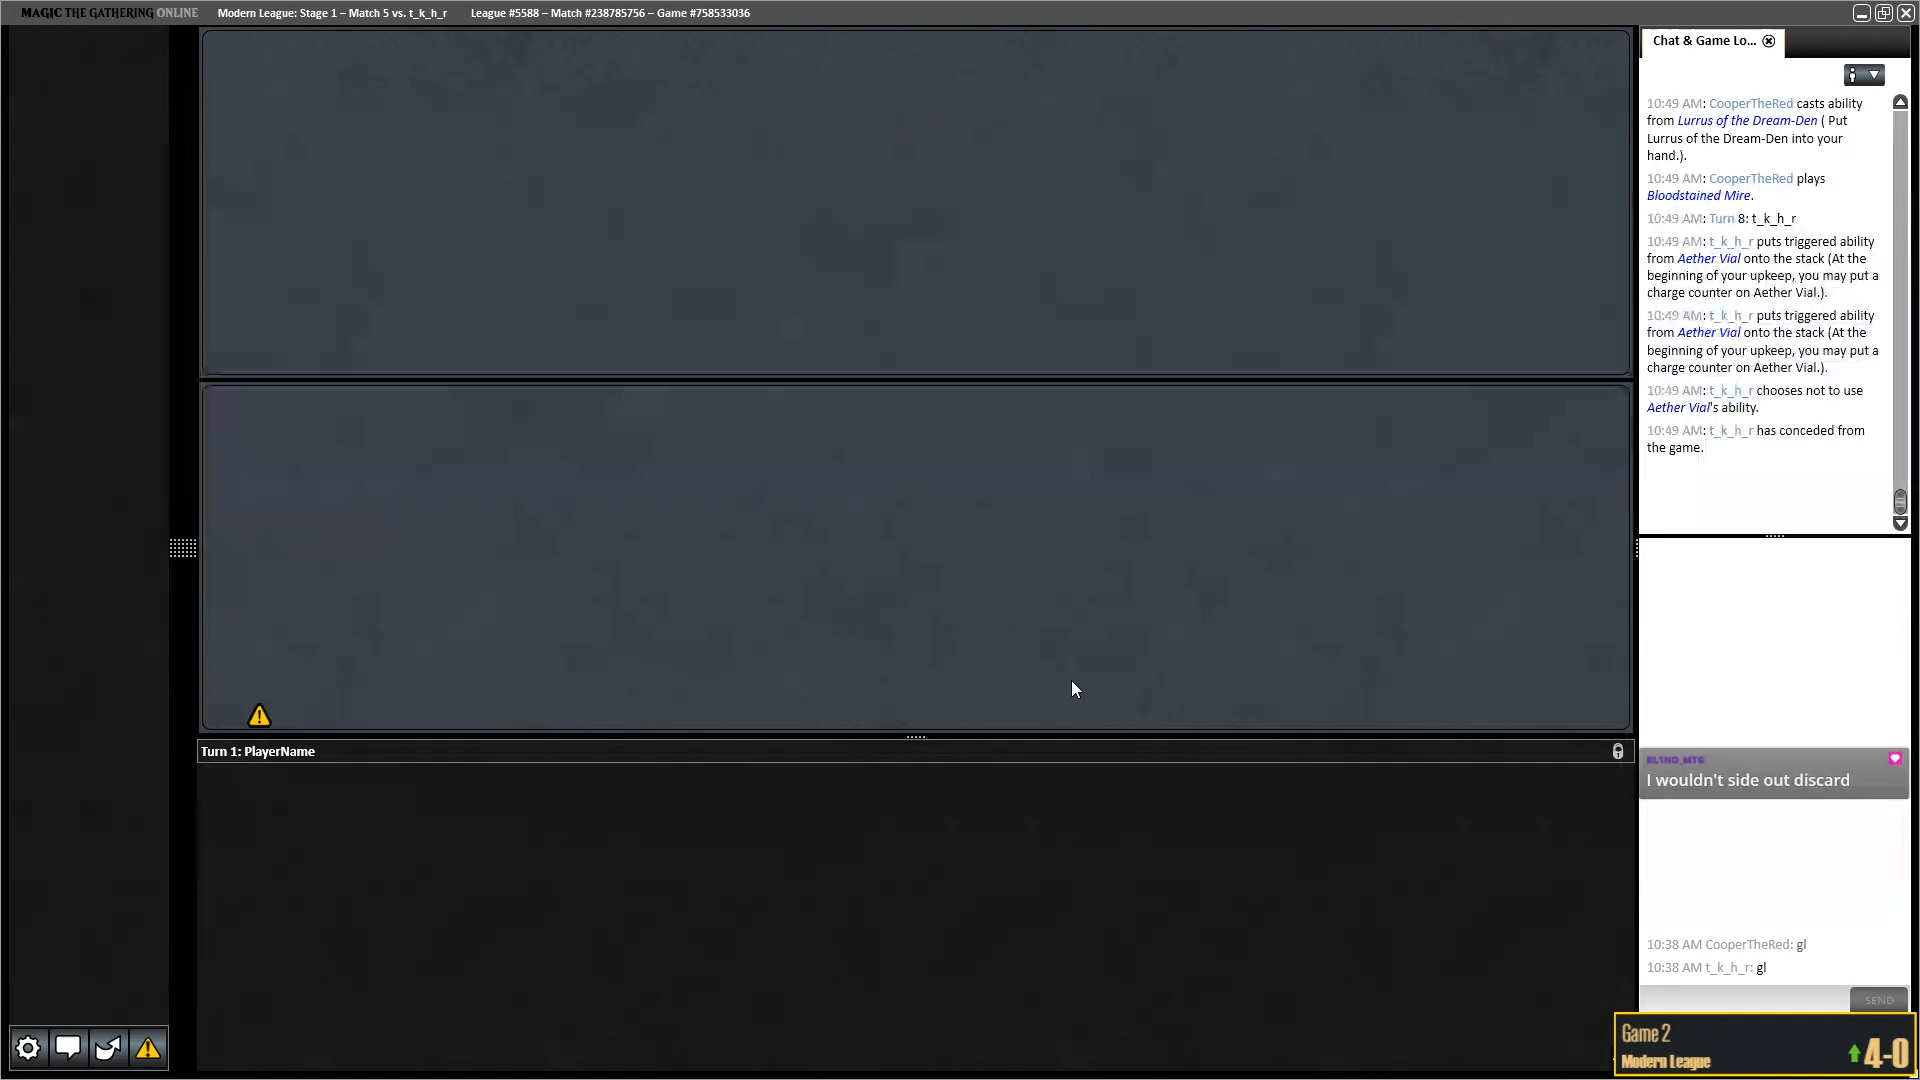 MAGIC THE GATHERING ONLINE
Modern League: Stage 1 – Match 5 vs. t_k_h_r
League #5588 – Match #238785756 – Game #758533036
Chat & Game Lo...
10:49 AM: CooperTheRed casts ability
from Lurrus of the Dream-Den ( Put
Lurrus of the Dream-Den into your
hand.).
10:49 AM: CooperTheRed plays
Bloodstained Mire.
10:49 AM: Turn 8: t_k_h_r
10:49 AM: t_k_h_r puts triggered ability
from Aether Vial onto the stack (At the
beginning of your upkeep, you may put a
charge counter on Aether Vial.).
10:49 AM: t_k_h_r puts triggered ability
from Aether Vial onto the stack (At the
beginning of your upkeep, you may put a
charge counter on Aether Vial.).
10:49 AM: t_k_h_r chooses not to use
Aether Vial's ability.
10:49 AM: t_k_h_r has conceded from
the game.
Turn 1: PlayerName
BL1ND_MTG
I wouldn't side out discard
10:38 AM CooperTheRed: gl
10:38 AM t_k_h_r: gl
SEND
Game 2
Modern League
4-0